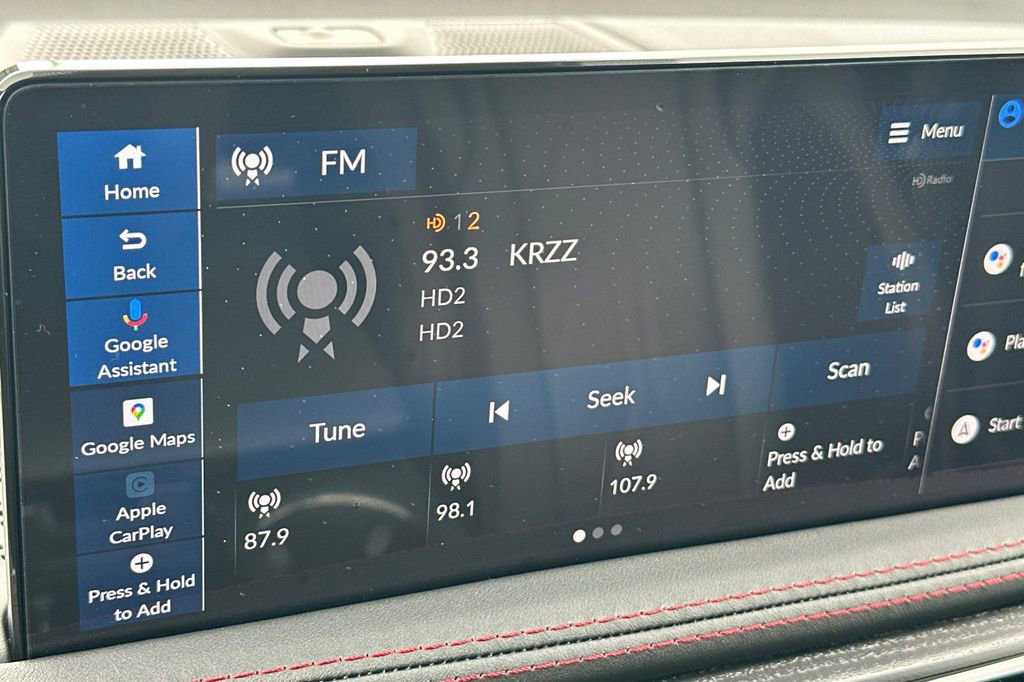 Home
Back
Google
Assistant
Google Maps
Apple
CarPlay
Press & Hold
to Add
FM
Menu
HD Radio
HD 1 2
93.3 KRZZ
HD2
HD2
Station
List
Tune
Seek
Scan
87.9
98.1
107.9
Press & Hold to
Add
P
A
Pla
Start